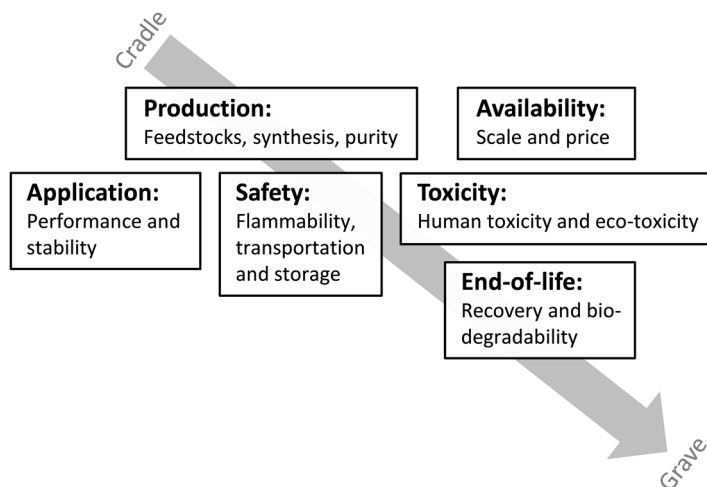 Cradle
Production:
Feedstocks, synthesis, purity
Availability:
Scale and price
Application:
Performance and
stability
Safety:
Flammability,
transportation
and storage
Toxicity:
Human toxicity and eco-toxicity
End-of-life:
Recovery and bio-
degradability
Grave